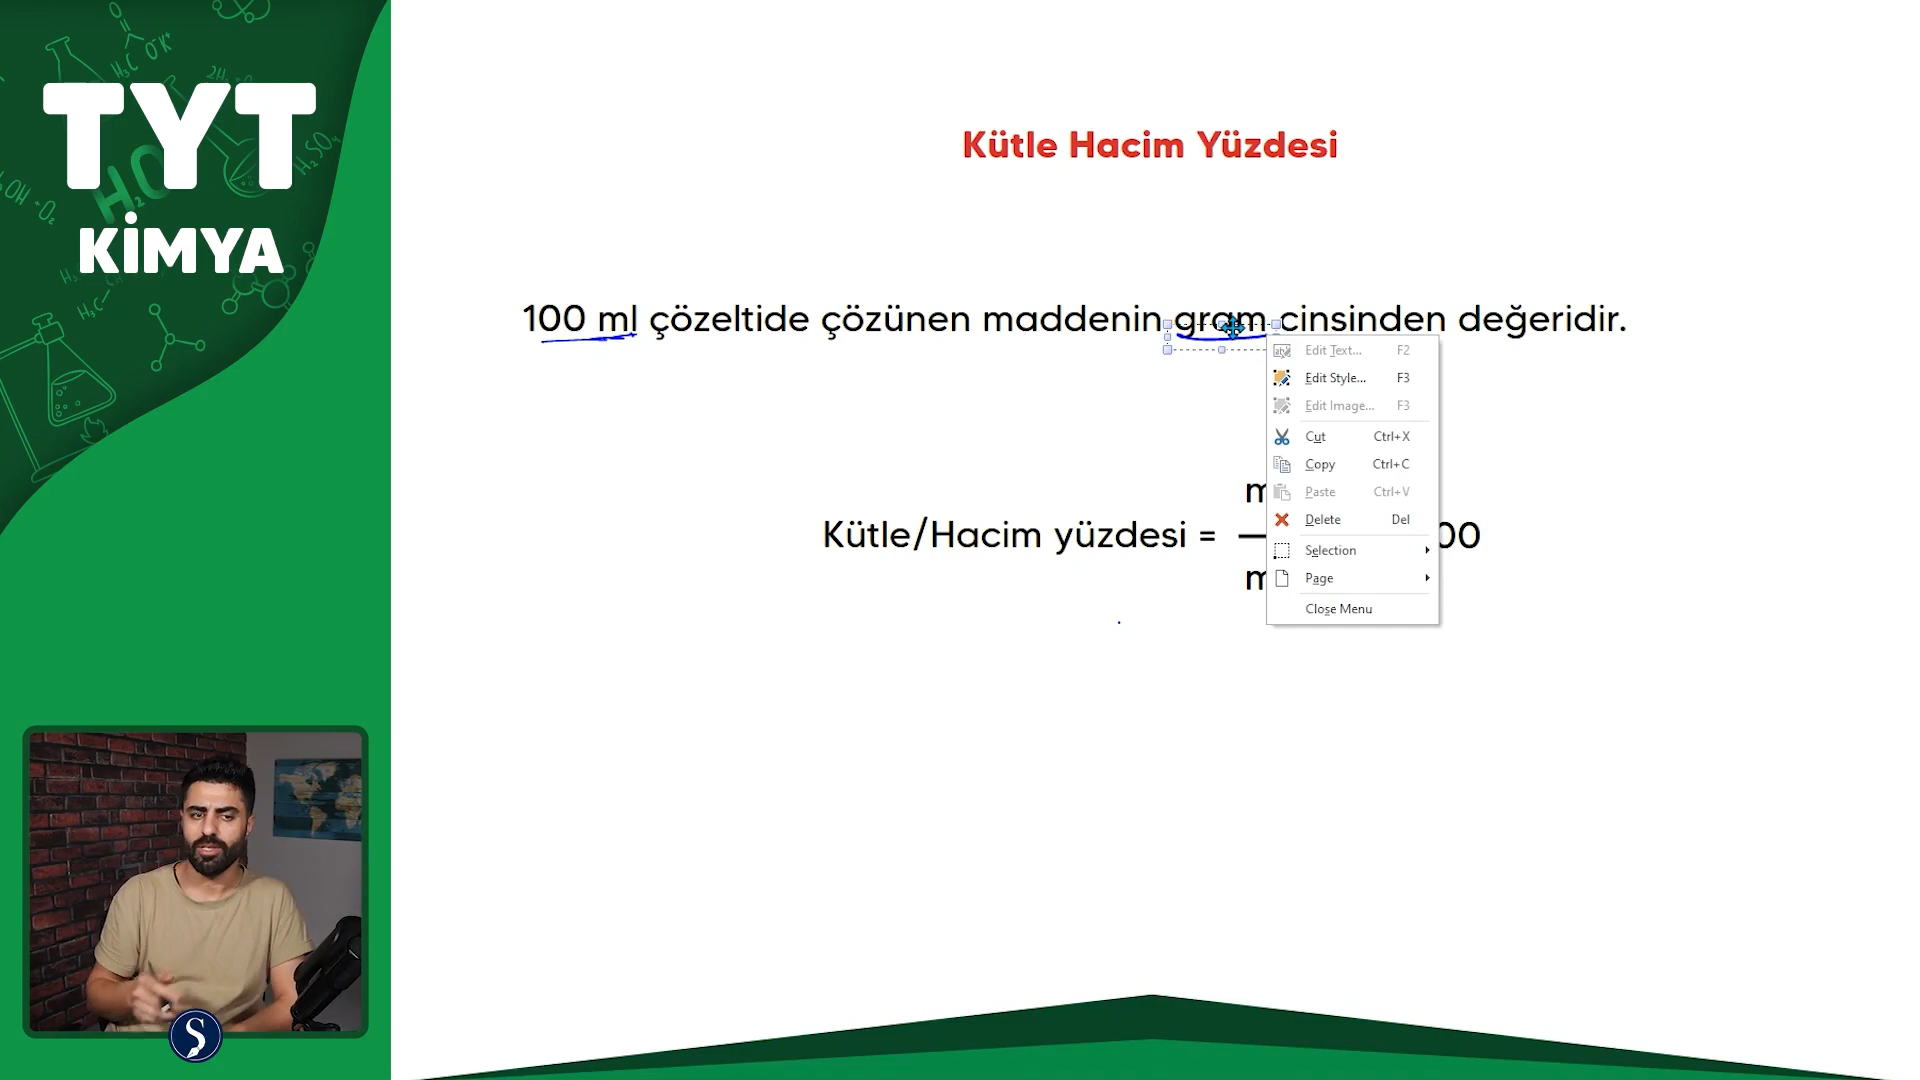 TYT
KİMYA
Kütle Hacim Yüzdesi
100 ml çözeltide çözünen maddenin gram cinsinden değeridir.
Kütle/Hacim yüzdesi =
m
m
00
Edit Text... F2
Edit Style... F3
Edit Image... F3
Cut Ctrl+X
Copy Ctrl+C
Paste Ctrl+V
Delete Del
Selection
Page
Close Menu
S